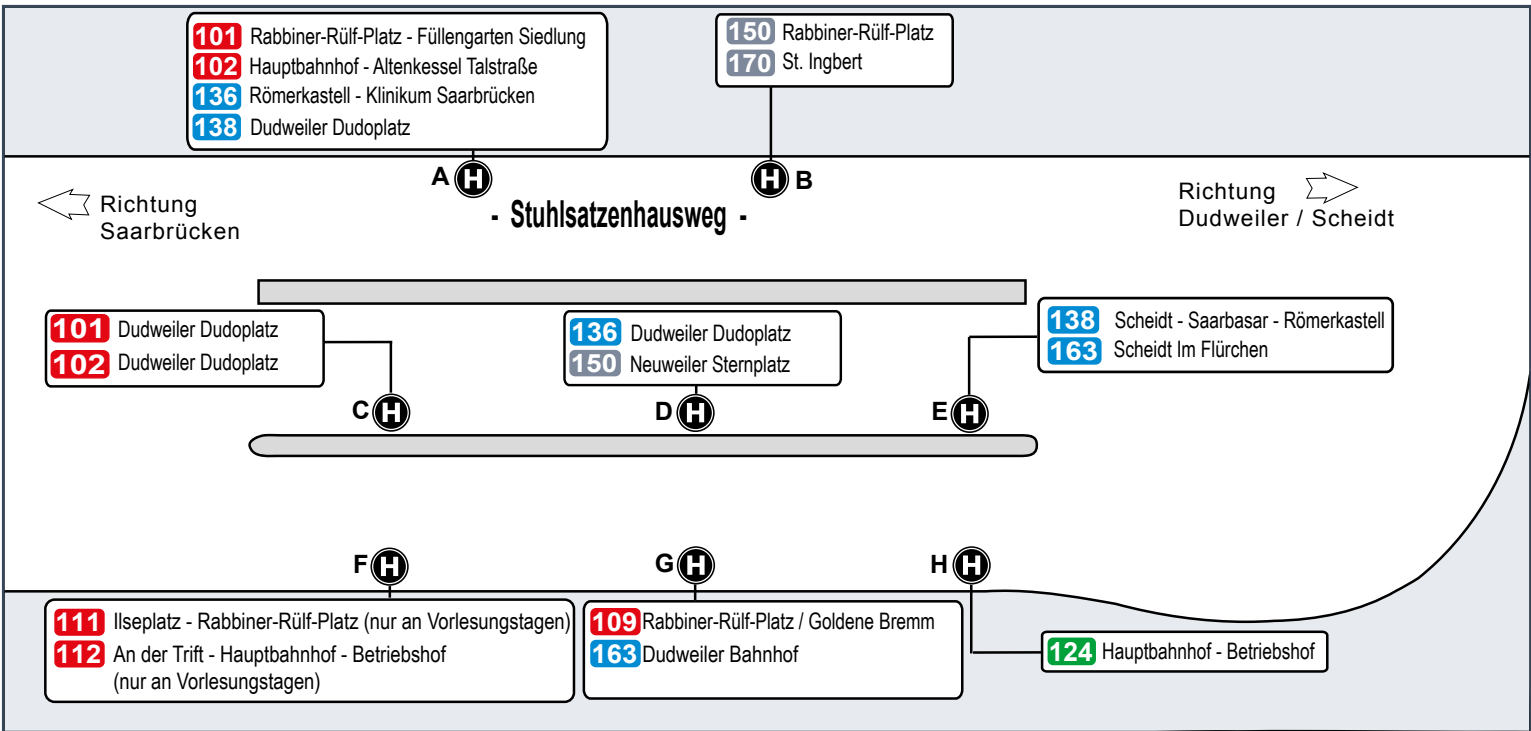 101 Rabbiner-Rülf-Platz - Füllengarten Siedlung
102 Hauptbahnhof - Altenkessel Talstraße
136 Römerkastell - Klinikum Saarbrücken
138 Dudweiler Dudoplatz
150 Rabbiner-Rülf-Platz
170 St. Ingbert
A H
H B
Richtung
Saarbrücken
- Stuhlsatzenhausweg -
Richtung
Dudweiler / Scheidt
101 Dudweiler Dudoplatz
102 Dudweiler Dudoplatz
136 Dudweiler Dudoplatz
150 Neuweiler Sternplatz
138 Scheidt - Saarbasar - Römerkastell
163 Scheidt Im Flürchen
C H
D H
E H
F H
G H
H H
111 Ilseplatz - Rabbiner-Rülf-Platz (nur an Vorlesungstagen)
112 An der Trift - Hauptbahnhof - Betriebshof
(nur an Vorlesungstagen)
109 Rabbiner-Rülf-Platz / Goldene Bremm
163 Dudweiler Bahnhof
124 Hauptbahnhof - Betriebshof